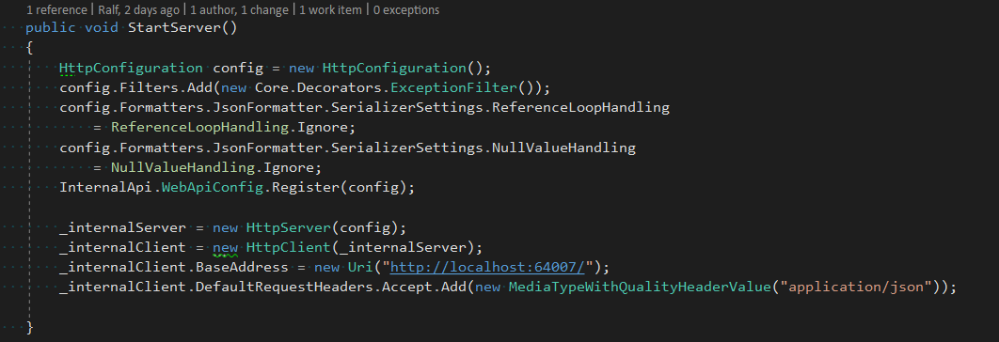 1 reference | Ralf, 2 days ago | 1 author, 1 change | 1 work item | 0 exceptions
public void StartServer()
{
HttpConfiguration config = new HttpConfiguration();
config.Filters.Add(new Core.Decorators.ExceptionFilter());
config.Formatters.JsonFormatter.SerializerSettings.ReferenceLoopHandling
= ReferenceLoopHandling.Ignore;
config.Formatters.JsonFormatter.SerializerSettings.NullValueHandling
= NullValueHandling.Ignore;
InternalApi.WebApiConfig.Register(config);
_internalServer = new HttpServer(config);
_internalClient = new HttpClient(_internalServer);
_internalClient.BaseAddress = new Uri("http://localhost:64007/");
_internalClient.DefaultRequestHeaders.Accept.Add(new MediaTypeWithQualityHeaderValue("application/json"));
}